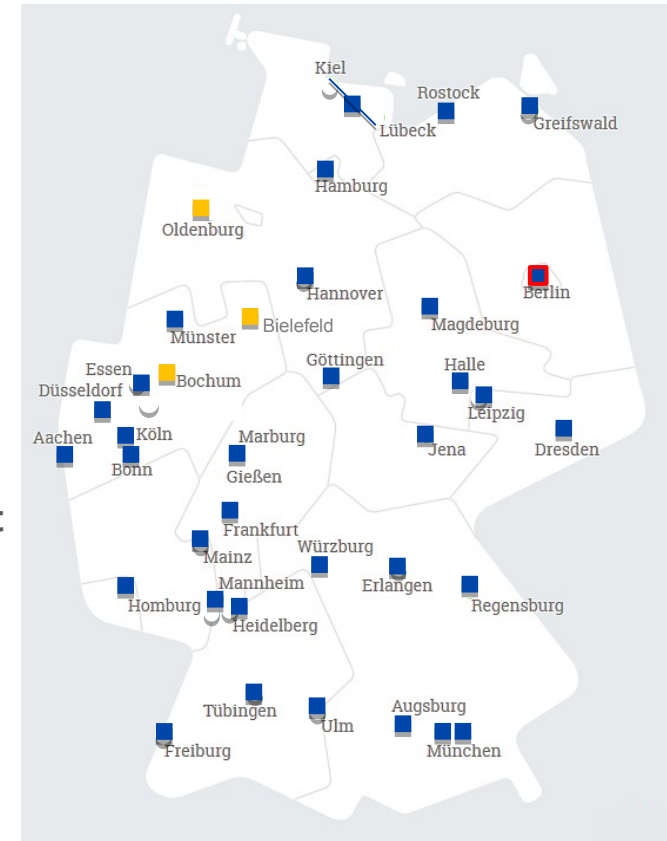 Kiel
Rostock
Lübeck
Greifswald
Hamburg
Oldenburg
Hannover
Berlin
Magdeburg
Münster
Bielefeld
Göttingen
Halle
Essen
Bochum
Düsseldorf
Leipzig
Aachen
Köln
Marburg
Jena
Dresden
Bonn
Gießen
Frankfurt
Würzburg
Mainz
Mannheim
Erlangen
Homburg
Regensburg
Heidelberg
Tübingen
Augsburg
Ulm
Freiburg
München
t